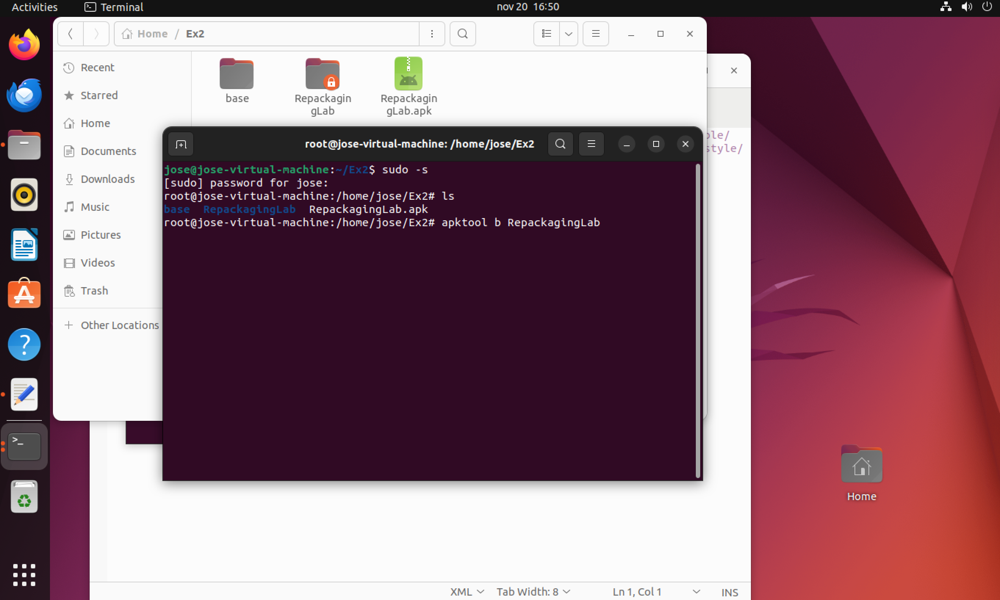 Activities
Terminal
nov 20 16:50
Home / Ex2
Recent
Starred
Home
Documents
Downloads
Music
Pictures
Videos
Trash
Other Locations
base
Repackagin
gLab
Repackagin
gLab.apk
style/
root@jose-virtual-machine: /home/jose/Ex2
jose@jose-virtual-machine:~/Ex2$ sudo -s
[sudo] password for jose:
root@jose-virtual-machine:/home/jose/Ex2# ls
base RepackagingLab RepackagingLab.apk
root@jose-virtual-machine:/home/jose/Ex2# apktool b RepackagingLab
Home
XML Tab Width: 8 Ln 1, Col 1 INS